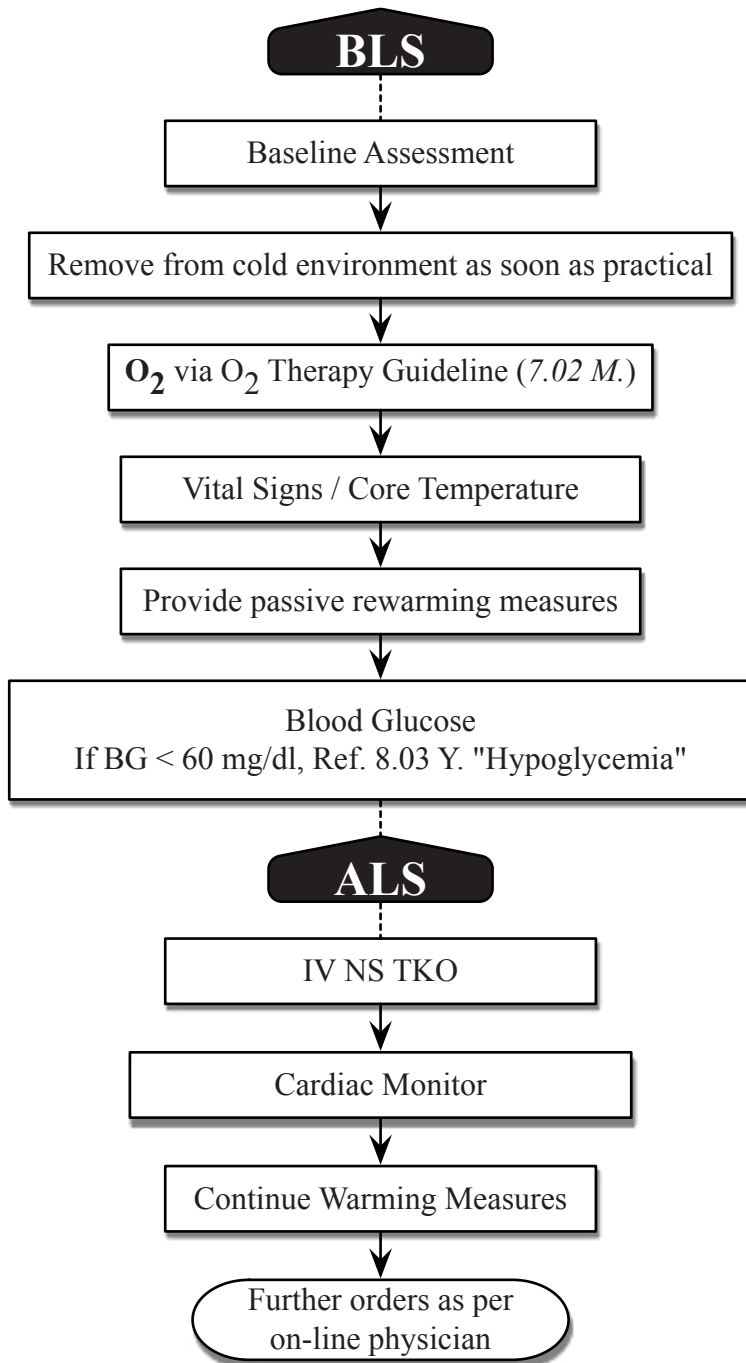 BLS
Baseline Assessment
Remove from cold environment as soon as practical
O2 via O2 Therapy Guideline (7.02 M.)
Vital Signs / Core Temperature
Provide passive rewarming measures
Blood Glucose
If BG < 60 mg/dl, Ref. 8.03 Y. "Hypoglycemia"
ALS
IV NS TKO
Cardiac Monitor
Continue Warming Measures
Further orders as per
on-line physician